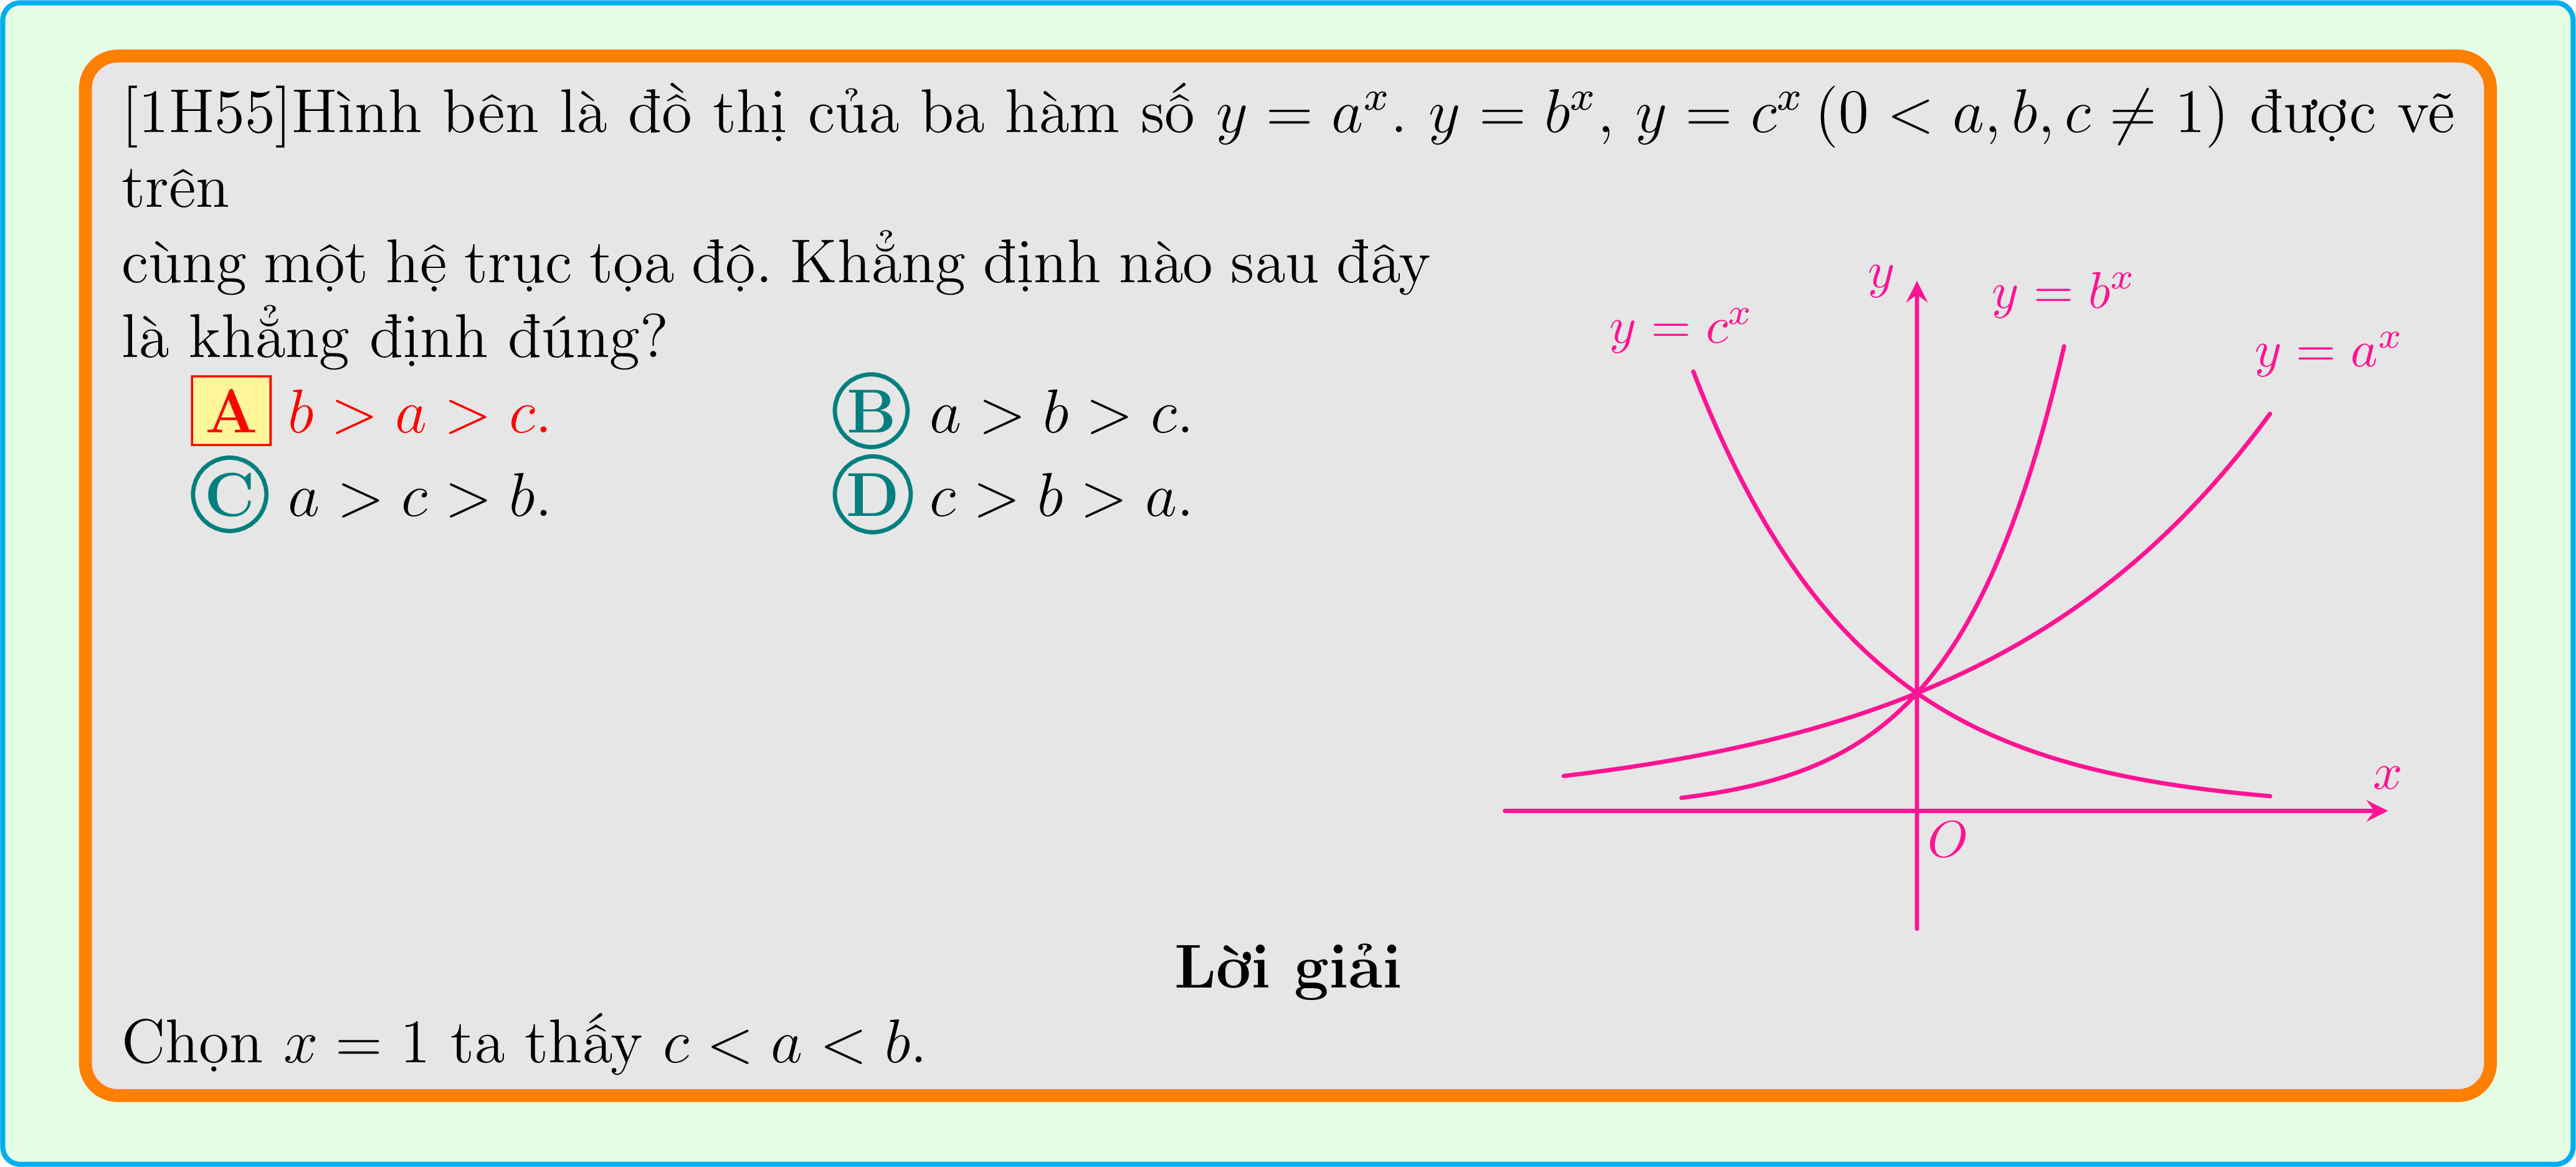 [1H55]Hình bên là đồ thị của ba hàm số y = a^x. y = b^x, y = c^x (0 < a, b, c ≠ 1) được vẽ
trên
cùng một hệ trục tọa độ. Khẳng định nào sau đây
là khẳng định đúng?
A b > a > c.
B a > b > c.
C a > c > b.
D c > b > a.
y
y = b^x
y = c^x
y = a^x
x
O
Lời giải
Chọn x = 1 ta thấy c < a < b.